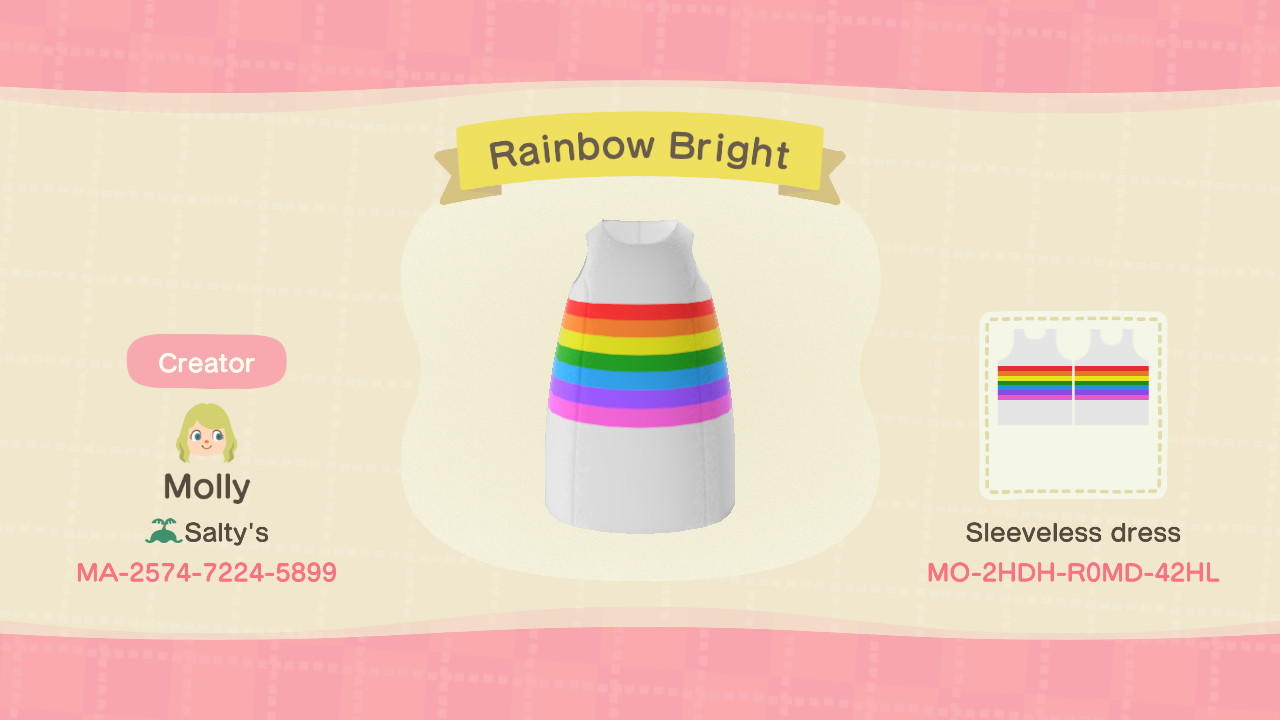 Rainbow Bright
Creator
Molly
Salty's
MA-2574-7224-5899
Sleeveless dress
MO-2HDH-R0MD-42HL